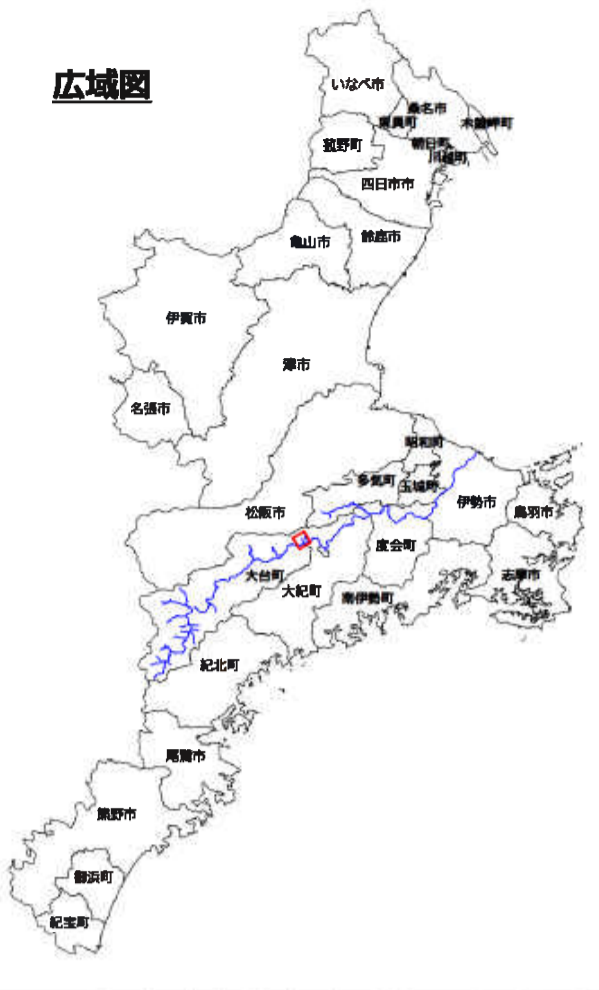 広域図
いなべ市
桑名市
東員町
木曽岬町
朝日町
川越町
菰野町
四日市市
鈴鹿市
亀山市
伊賀市
津市
名張市
明和町
多気町
玉城町
伊勢市
鳥羽市
松阪市
度会町
志摩市
大台町
大紀町
南伊勢町
紀北町
尾鷲市
熊野市
御浜町
紀宝町